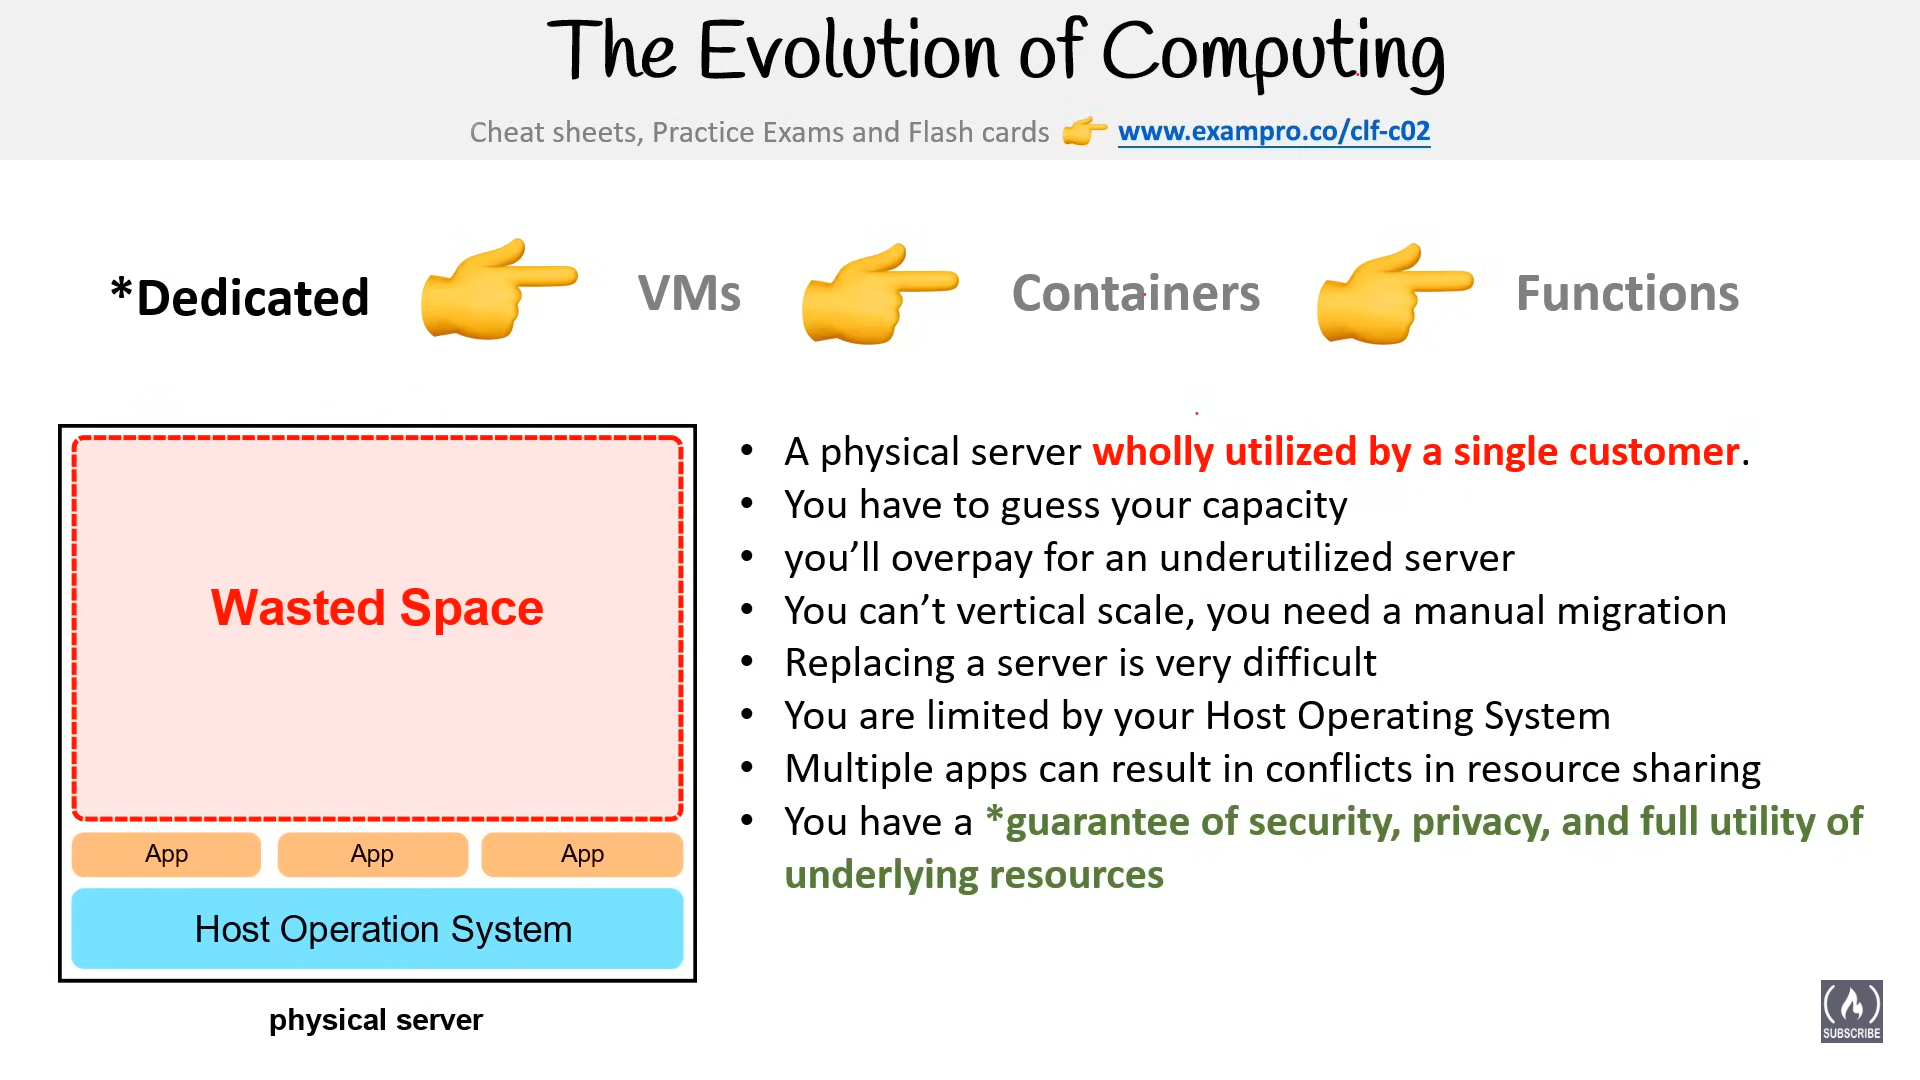 The Evolution of Computing
Cheat sheets, Practice Exams and Flash cards www.exampro.co/clf-c02
*Dedicated VMs Containers Functions
Wasted Space
App App App
Host Operation System
physical server
• A physical server wholly utilized by a single customer.
• You have to guess your capacity
• you’ll overpay for an underutilized server
• You can’t vertical scale, you need a manual migration
• Replacing a server is very difficult
• You are limited by your Host Operating System
• Multiple apps can result in conflicts in resource sharing
• You have a *guarantee of security, privacy, and full utility of
underlying resources
SUBSCRIBE